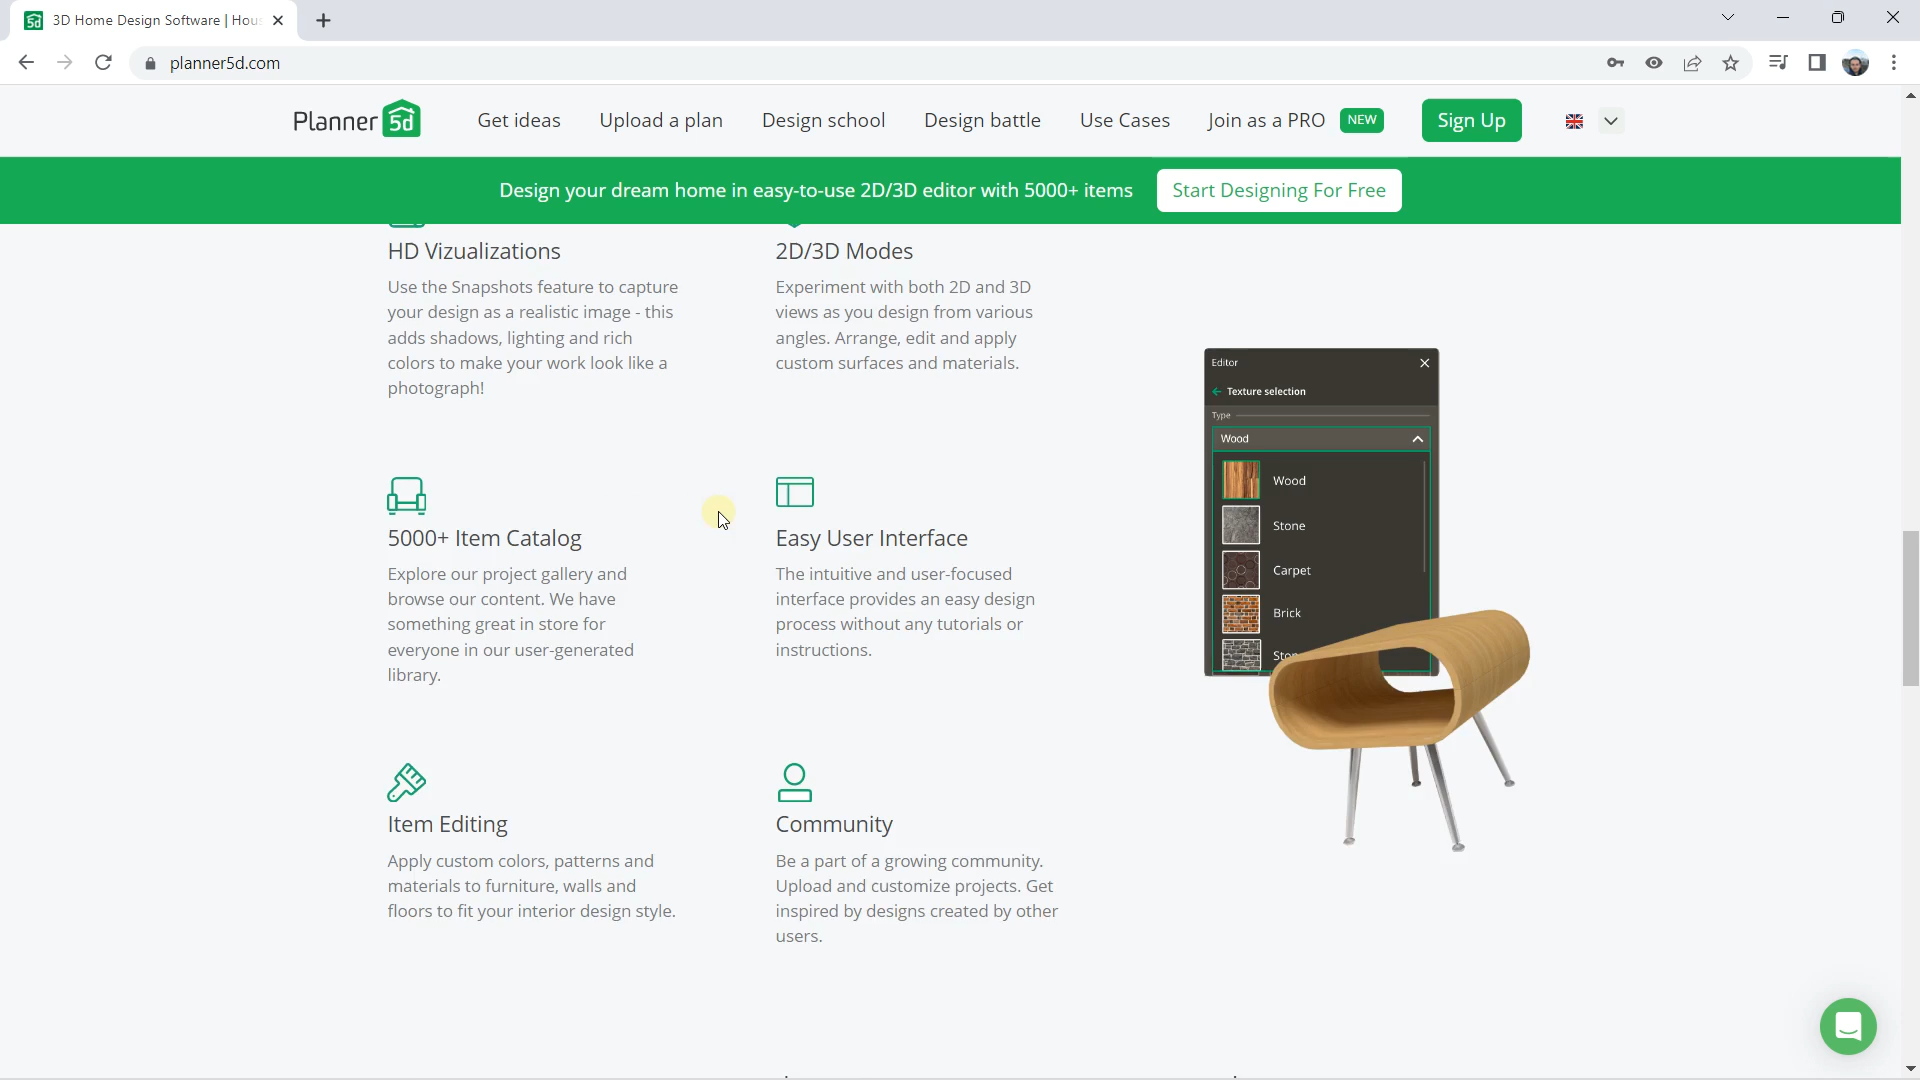 3D Home Design Software | Hou
planner5d.com
Planner 5d
Get ideas
Upload a plan
Design school
Design battle
Use Cases
Join as a PRO
NEW
Sign Up
Design your dream home in easy-to-use 2D/3D editor with 5000+ items
Start Designing For Free
HD Vizualizations
Use the Snapshots feature to capture
your design as a realistic image - this
adds shadows, lighting and rich
colors to make your work look like a
photograph!
2D/3D Modes
Experiment with both 2D and 3D
views as you design from various
angles. Arrange, edit and apply
custom surfaces and materials.
5000+ Item Catalog
Explore our project gallery and
browse our content. We have
something great in store for
everyone in our user-generated
library.
Easy User Interface
The intuitive and user-focused
interface provides an easy design
process without any tutorials or
instructions.
Item Editing
Apply custom colors, patterns and
materials to furniture, walls and
floors to fit your interior design style.
Community
Be a part of a growing community.
Upload and customize projects. Get
inspired by designs created by other
users.
Editor
Texture selection
Type
Wood
Wood
Stone
Carpet
Brick